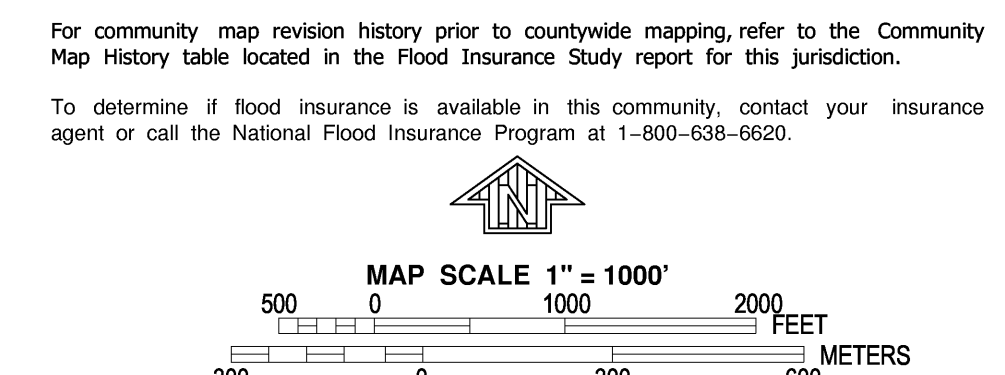 For community map revision history prior to countywide mapping, refer to the Community
Map History table located in the Flood Insurance Study report for this jurisdiction.
To determine if flood insurance is available in this community, contact your insurance
agent or call the National Flood Insurance Program at 1–800–638–6620.
N
MAP SCALE 1" = 1000'
500 0 1000 2000
FEET
METERS